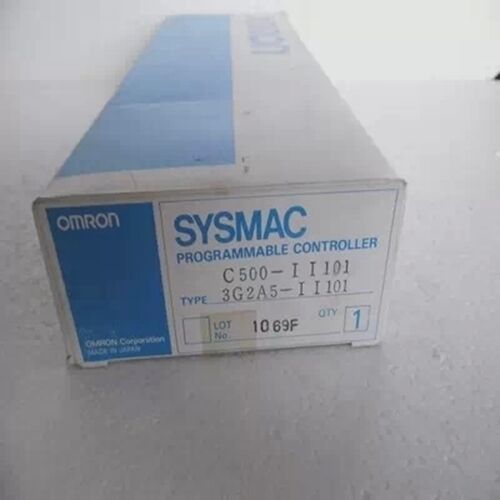 OMRON
SYSMAC
PROGRAMMABLE CONTROLLER
C500-II101
TYPE 3G2A5-II101
LOT No. 1069F QTY 1
OMRON Corporation
MADE IN JAPAN